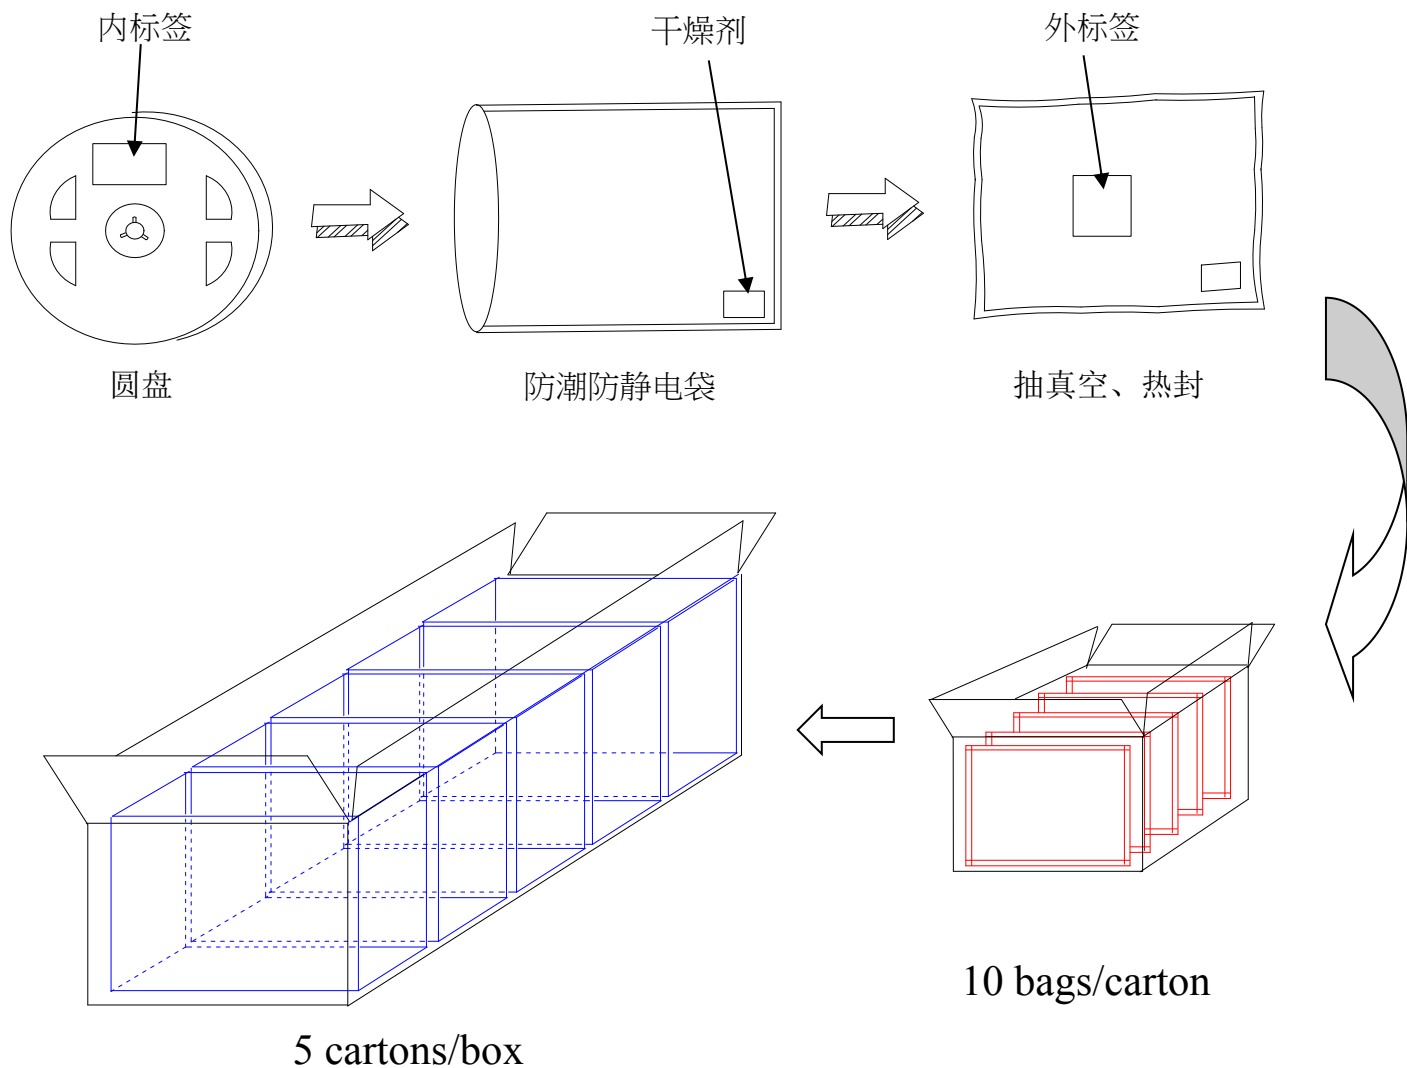 内标签
干燥剂
外标签
圆盘
防潮防静电袋
抽真空、热封
10 bags/carton
5 cartons/box